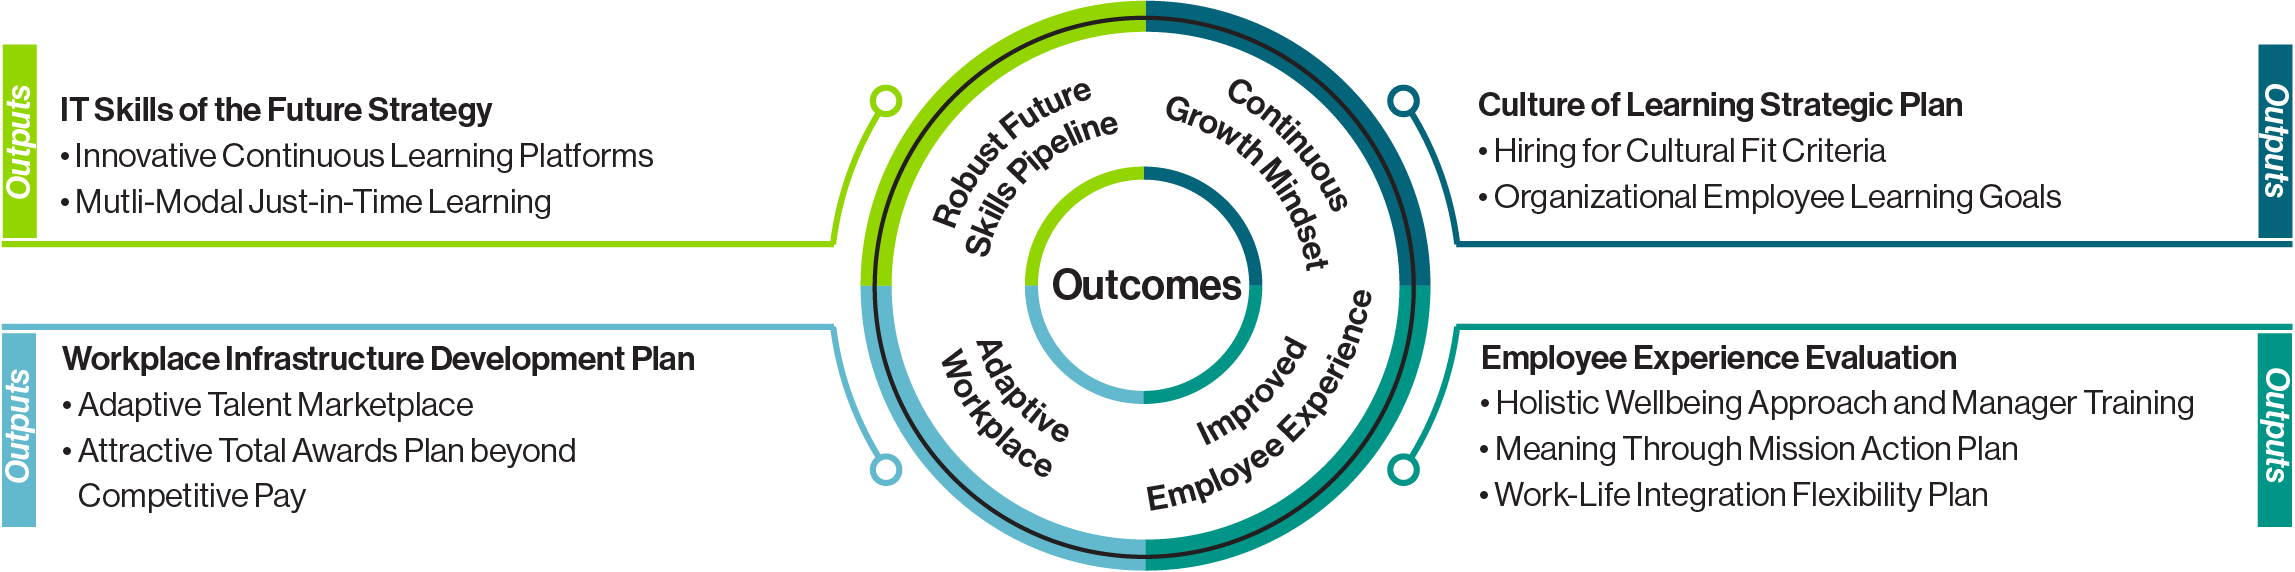 Outputs
IT Skills of the Future Strategy
• Innovative Continuous Learning Platforms
• Mutli-Modal Just-in-Time Learning
Outputs
Workplace Infrastructure Development Plan
• Adaptive Talent Marketplace
• Attractive Total Awards Plan beyond
Competitive Pay
Robust Future
Skills Pipeline
Continuous
Growth Mindset
Outcomes
Adaptive
Workplace
Improved
Employee Experience
Culture of Learning Strategic Plan
• Hiring for Cultural Fit Criteria
• Organizational Employee Learning Goals
Outputs
Employee Experience Evaluation
• Holistic Wellbeing Approach and Manager Training
• Meaning Through Mission Action Plan
• Work-Life Integration Flexibility Plan
Outputs